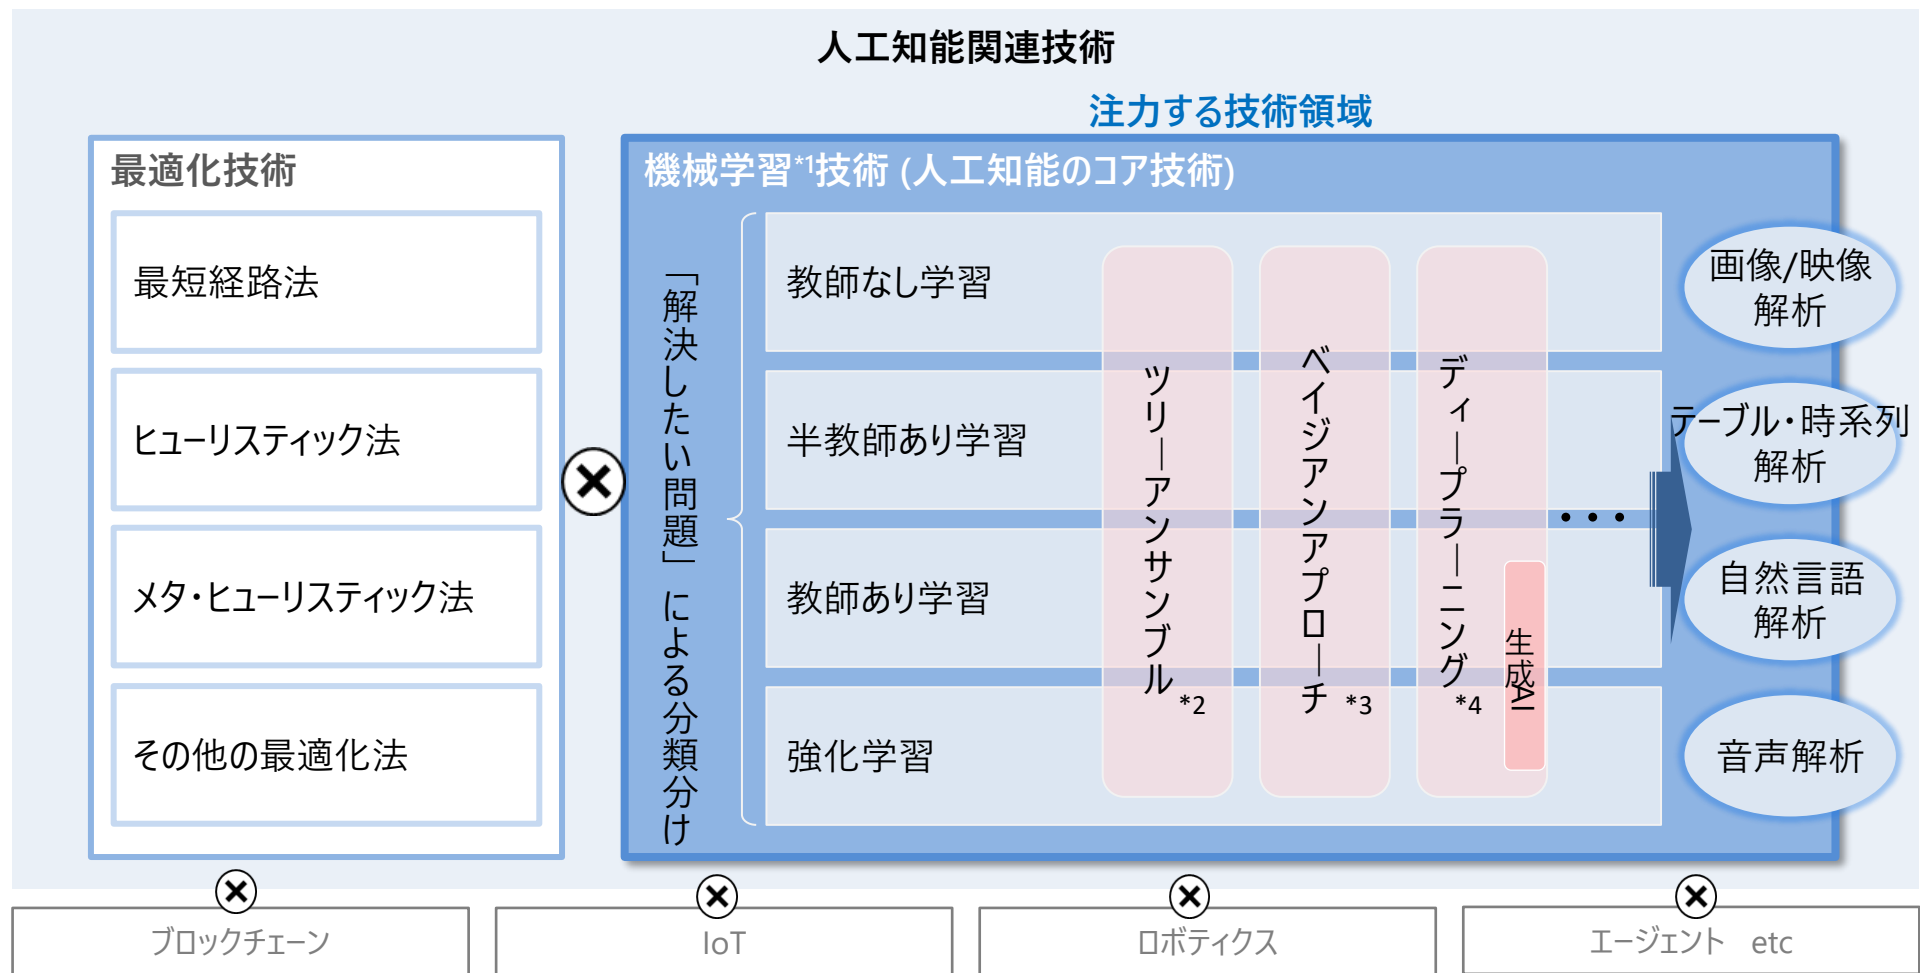 人工知能関連技術
注力する技術領域
最適化技術
最短経路法
ヒューリスティック法
メタ・ヒューリスティック法
その他の最適化法
機械学習*1技術 (人工知能のコア技術)
「解決したい問題」による分類分け
教師なし学習
半教師あり学習
教師あり学習
強化学習
ツリーアンサンブル*2
ベイジアンアプローチ*3
ディープラーニング*4
生成AI
・・・
画像/映像
解析
テーブル・時系列
解析
自然言語
解析
音声解析
ブロックチェーン
IoT
ロボティクス
エージェント　etc